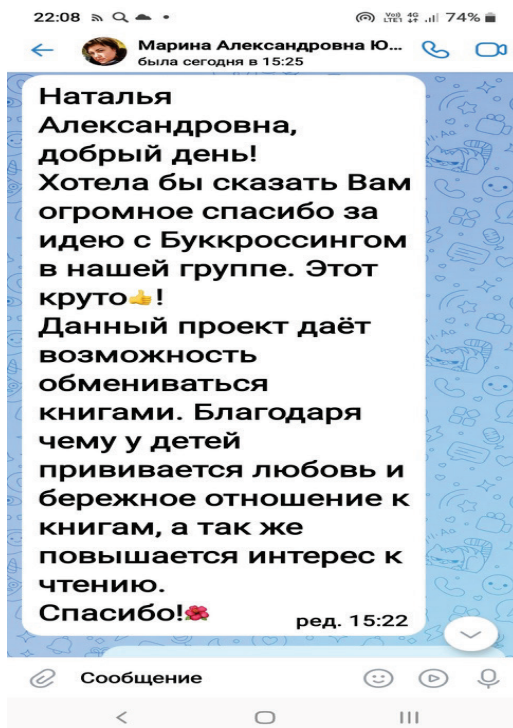 22:08 74%
Марина Александровна Ю...
была сегодня в 15:25
Наталья
Александровна,
добрый день!
Хотела бы сказать Вам
огромное спасибо за
идею с Буккроссингом
в нашей группе. Этот
круто👍!
Данный проект даёт
возможность
обмениваться
книгами. Благодаря
чему у детей
прививается любовь и
бережное отношение к
книгам, а так же
повышается интерес к
чтению.
Спасибо!🌺
ред. 15:22
Сообщение